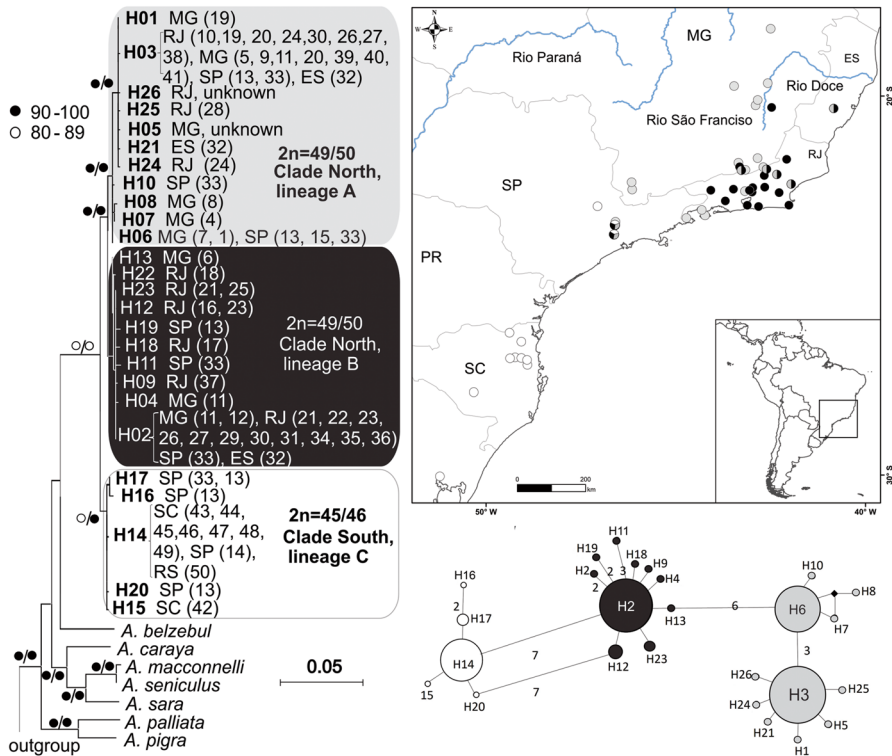 H01 MG (19)
RJ (10,19, 20, 24,30, 26,27,
H03 38), MG (5, 9,11, 20, 39, 40,
41), SP (13, 33), ES (32)
H26 RJ, unknown
H25 RJ (28)
H05 MG, unknown
H21 ES (32)
H24 RJ (24)
H10 SP (33)
H08 MG (8)
H07 MG (4)
H06 MG (7, 1), SP (13, 15, 33)
90 -100
80 - 89
2n=49/50
Clade North,
lineage A
H13 MG (6)
H22 RJ (18)
H23 RJ (21, 25)
H12 RJ (16, 23)
H19 SP (13)
H18 RJ (17)
H11 SP (33)
H09 RJ (37)
H04 MG (11)
MG (11, 12), RJ (21, 22, 23,
H02 26, 27, 29, 30, 31, 34, 35, 36)
SP (33), ES (32)
2n=49/50
Clade North,
lineage B
H17 SP (33, 13)
H16 SP (13)
SC (43, 44,
H14 45,46, 47, 48,
49), SP (14),
RS (50)
H20 SP (13)
H15 SC (42)
2n=45/46
Clade South,
lineage C
A. belzebul
A. caraya
A. macconnelli
A. seniculus
A. sara
A. palliata
A. pigra
outgroup
0.05
N
W E
S
MG
ES
Rio Paraná
Rio Doce
Rio São Franciso
RJ
SP
PR
SC
20° S
30° S
50° W
40° W
0 200
km
H11
H19
H18
H2
H9
H4
2
3
2
H2
H13
H12
H23
6
H16
2
H17
H14
15
H20
7
7
H10
H8
H6
H7
3
H26
H24
H3
H25
H21
H5
H1